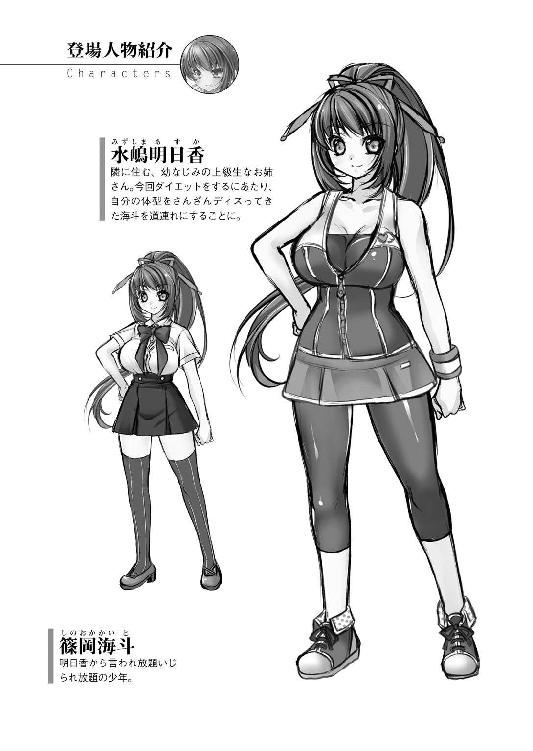 登場人物紹介
Characters
みずしまあすか
水嶋明日香
隣に住む、幼なじみの上級生なお姉
さん。今回ダイエットをするにあたり、
自分の体型をさんざんディスってき
た海斗を道連れにすることに。
しのおかかいと
篠岡海斗
明日香から言われ放題いじ
られ放題の少年。